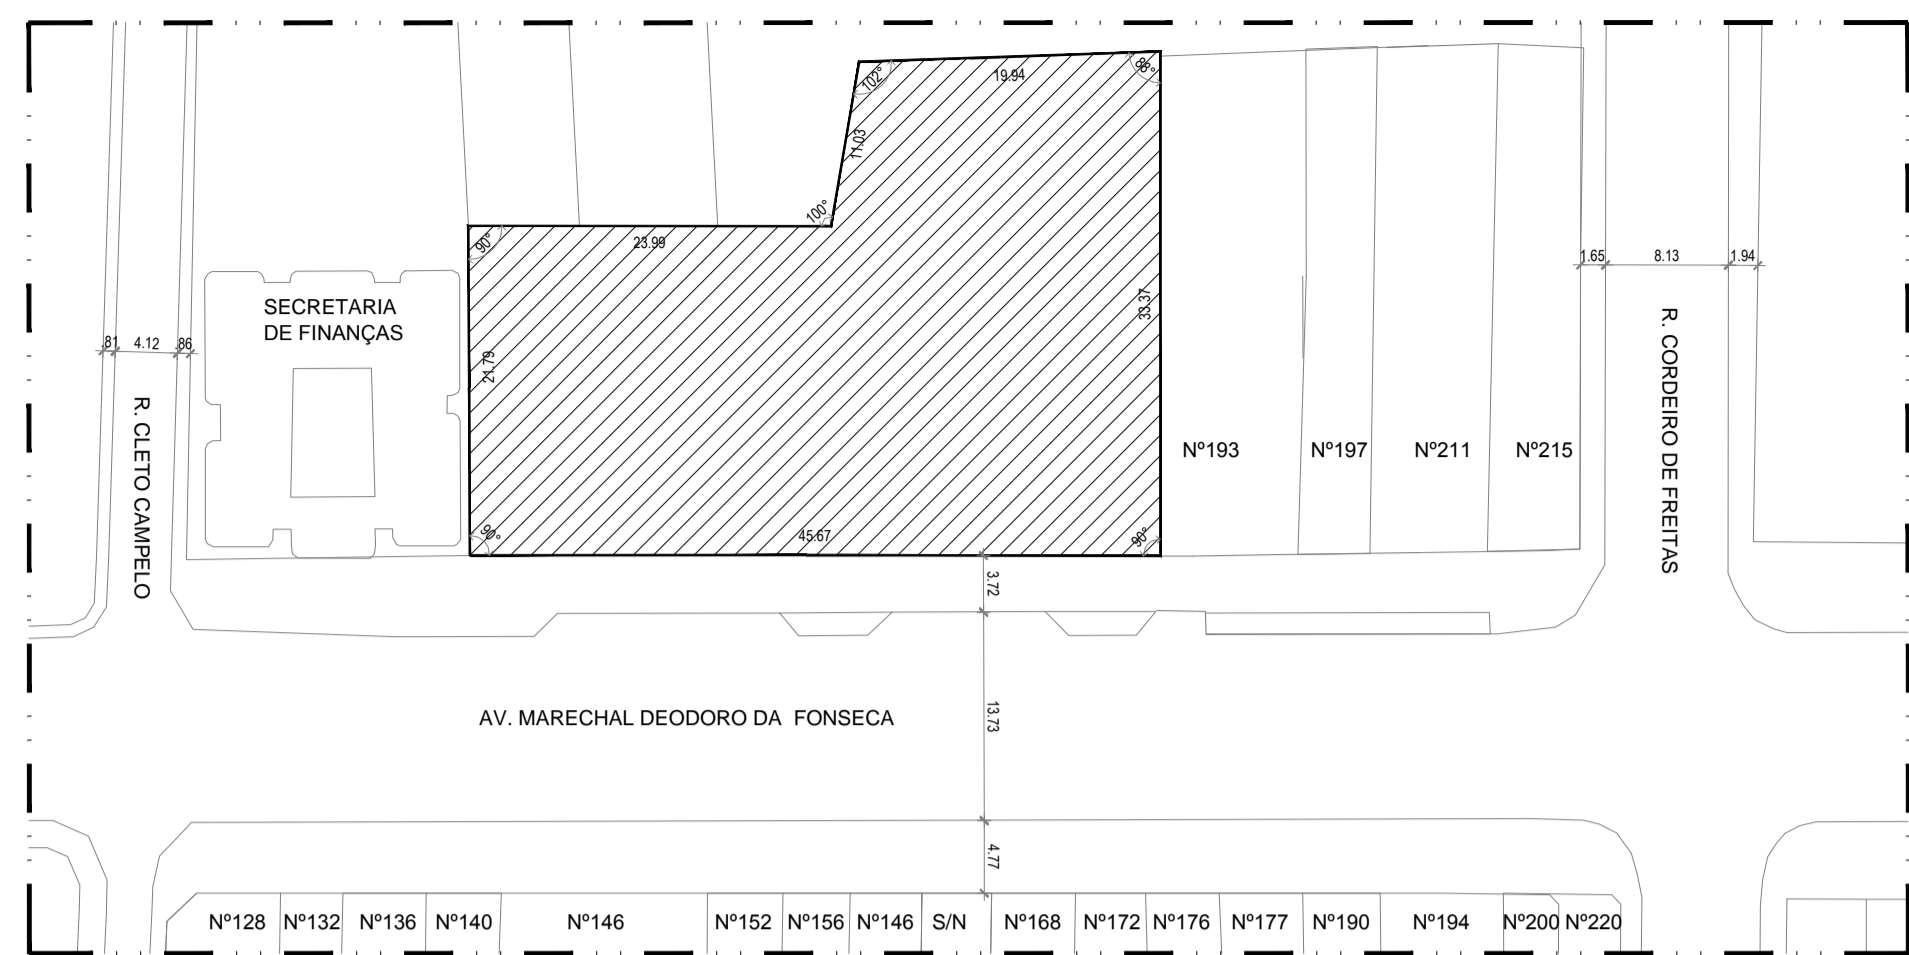 102°
19.94
88°
11.03
100°
90°
23.99
1.65
8.13
1.94
33.37
SECRETARIA
DE FINANÇAS
.81
4.12
.86
21.79
R. CLETO CAMPELO
R. CORDEIRO DE FREITAS
Nº193
Nº197
Nº211
Nº215
90°
45.67
90°
3.72
13.73
AV. MARECHAL DEODORO DA FONSECA
4.77
Nº128
Nº132
Nº136
Nº140
Nº146
Nº152
Nº156
Nº146
S/N
Nº168
Nº172
Nº176
Nº177
Nº190
Nº194
Nº200
Nº220